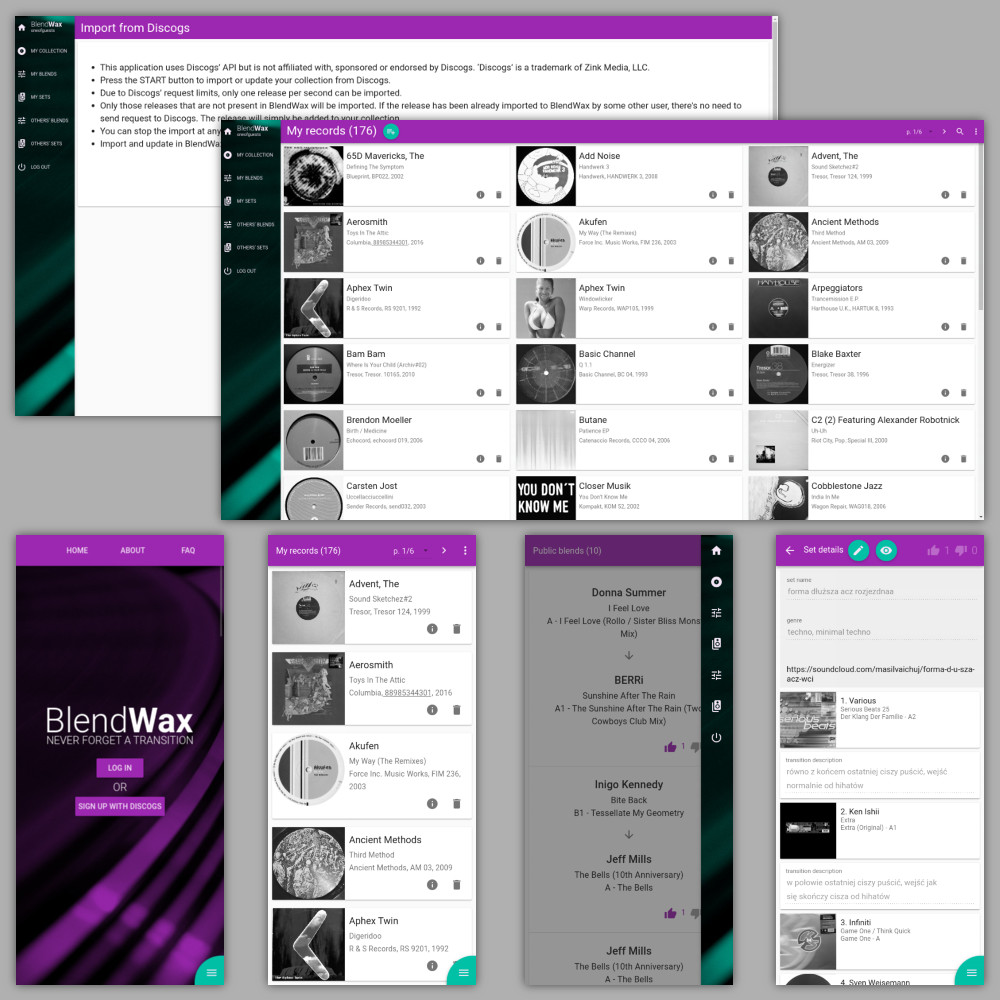 BlendWax
onesfguests
MY COLLECTION
MY BLENDS
MY SETS
OTHERS' BLENDS
OTHERS' SETS
LOG OUT
Import from Discogs
This application uses Discogs' API but is not affiliated with, sponsored or endorsed by Discogs. 'Discogs' is a trademark of Zink Media, LLC.
Press the START button to import or update your collection from Discogs.
Due to Discogs' request limits, only one release per second can be imported.
Only those releases that are not present in BlendWax will be imported. If the release has been already imported to BlendWax by some other user, there's no need to
send request to Discogs. The release will simply be added to your collection.
You can stop the import at any
Import and update in BlendWa
BlendWax
onesfguests
MY COLLECTION
MY BLENDS
MY SETS
OTHERS' BLENDS
OTHERS' SETS
LOG OUT
My records (176)
p. 1/6
65D Mavericks, The
Defining The Symptom
Blueprint, BP022, 2002
Add Noise
Handwerk 3
Handwerk, HANDWERK 3, 2008
Advent, The
Sound Sketchez#2
Tresor, Tresor 124, 1999
Aerosmith
Toys In The Attic
Columbia, 88985344301, 2016
Akufen
My Way (The Remixes)
Force Inc. Music Works, FIM 236, 2003
Ancient Methods
Third Method
Ancient Methods, AM 03, 2009
Aphex Twin
Digeridoo
R & S Records, RS 9201, 1992
Aphex Twin
Windowlicker
Warp Records, WAP105, 1999
Arpeggiators
Trancemission E.P.
Harthouse U.K., HARTUK 8, 1993
Bam Bam
Where Is Your Child (Archiv#02)
Tresor, Tresor. 10165, 2010
Basic Channel
Q 1.1
Basic Channel, BC 04, 1993
Blake Baxter
Energizer
Tresor, Tresor 38, 1996
Brendon Moeller
Birth / Medicine
Echocord, echocord 019, 2006
Butane
Patience EP
Catenaccio Records, CCCO 04, 2006
C2 (2) Featuring Alexander Robotnick
Uh-Uh
Riot City, Pop. Special III, 2000
Carsten Jost
Uccellacciuccellini
Sender Records, send032, 2003
YOU DON'T
KNOW ME
Closer Musik
You Don't Know Me
Kompakt, KOM 52, 2002
Cobblestone Jazz
India In Me
Wagon Repair, WAG018, 2006
HOME ABOUT FAQ
BlendWax
NEVER FORGET A TRANSITION
LOG IN
OR
SIGN UP WITH DISCOGS
My records (176)
p. 1/6
Advent, The
Sound Sketchez#2
Tresor, Tresor 124, 1999
Aerosmith
Toys In The Attic
Columbia, 88985344301, 2016
Akufen
My Way (The Remixes)
Force Inc. Music Works, FIM 236,
2003
Ancient Methods
Third Method
Ancient Methods, AM 03, 2009
Aphex Twin
Digeridoo
R & S Records, RS 9201, 1992
Public blends (10)
Donna Summer
I Feel Love
A - I Feel Love (Rollo / Sister Bliss Mons
Mix)
BERRi
Sunshine After The Rain
A1 - The Sunshine After The Rain (Two
Cowboys Club Mix)
1
Inigo Kennedy
Bite Back
B1 - Tessellate My Geometry
Jeff Mills
The Bells (10th Anniversary)
A - The Bells
1
Jeff Mills
The Bells (10th Anniversary)
A - The Bells
Set details
1 0
set name
forma dłuższa acz rozjezdnaa
genre
techno, minimal techno
https://soundcloud.com/masilvaichuj/forma-d-u-sza-
acz-wci
serious
beats
1. Various
Serious Beats 25
Der Klang Der Familie - A2
transition description
równo z końcem ostatniej ciszy puścić, wejść
normalnie od hihatów
2. Ken Ishii
Extra
Extra (Original) - A1
transition description
w połowie ostatniej ciszy puścić, wejść jak
się skończy cisza od hihatów
3. Infiniti
Game One / Think Quick
Game One - A
4. Sven Weisemann